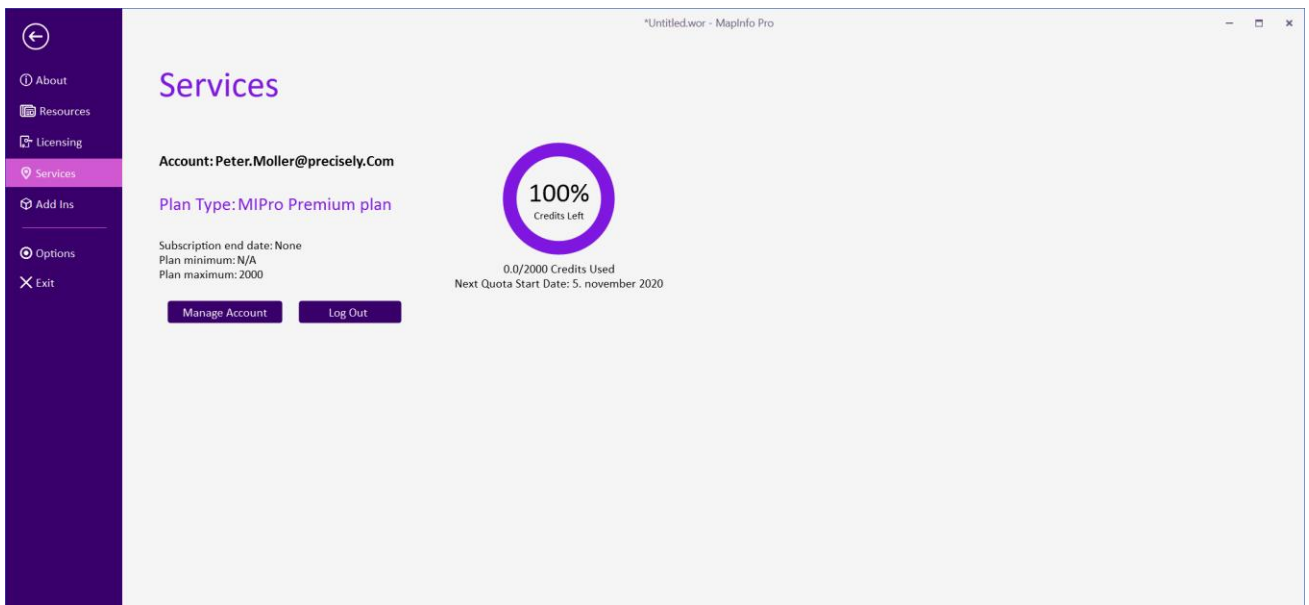 *Untitled.wor - MapInfo Pro
About
Resources
Licensing
Services
Add Ins
Options
Exit
Services
Account: Peter.Moller@precisely.Com
Plan Type: MIPro Premium plan
Subscription end date: None
Plan minimum: N/A
Plan maximum: 2000
Manage Account
Log Out
100%
Credits Left
0.0/2000 Credits Used
Next Quota Start Date: 5. november 2020